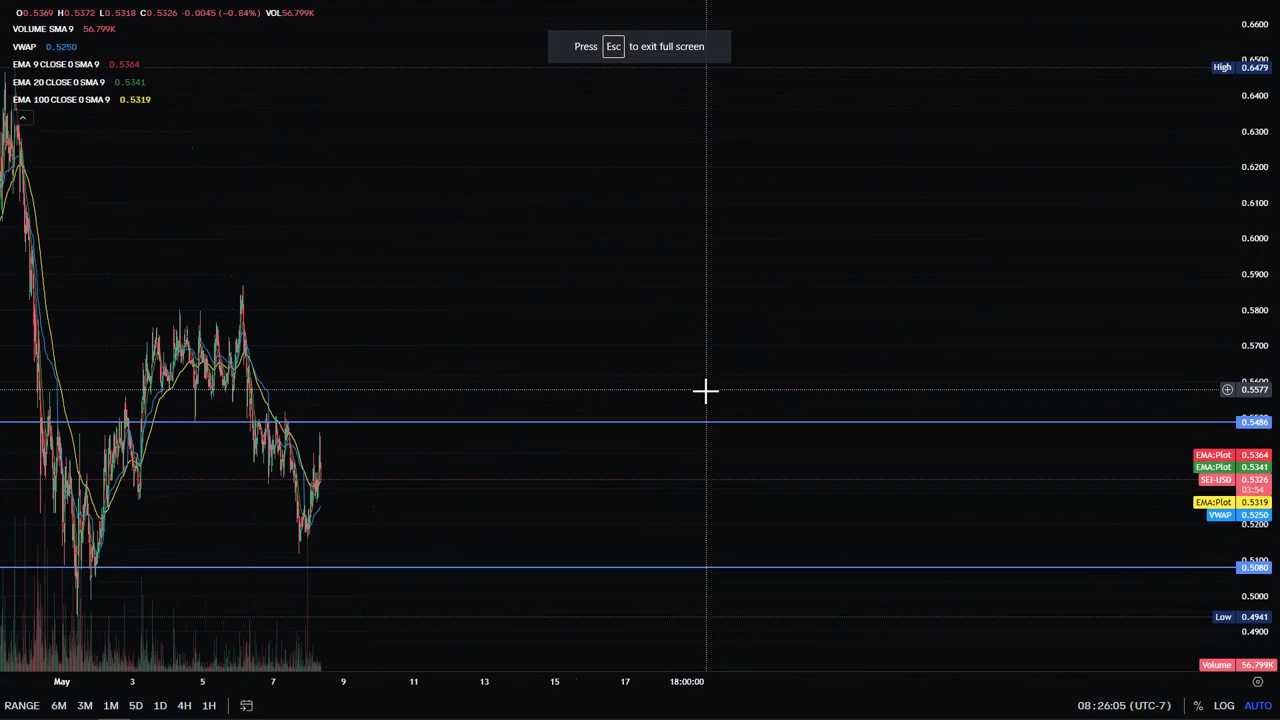 O0.5369 H0.5372 L0.5318 C0.5326 -0.0045 (-0.84%) VOL56.799K
VOLUME SMA 9 56.799K
VWAP 0.5250
EMA 9 CLOSE 0 SMA 9 0.5364
EMA 20 CLOSE 0 SMA 9 0.5341
EMA 100 CLOSE 0 SMA 9 0.5319
Press Esc to exit full screen
0.6600
0.6500
High 0.6479
0.6400
0.6300
0.6200
0.6100
0.6000
0.5900
0.5800
0.5700
0.5577
0.5486
EMA:Plot 0.5364
EMA:Plot 0.5341
SEI-USD 0.5326
03:54
EMA:Plot 0.5319
VWAP 0.5250
0.5200
0.5080
0.5000
Low 0.4941
0.4900
Volume 56.799K
May 3 5 7 9 11 13 15 17 18:00:00
RANGE 6M 3M 1M 5D 1D 4H 1H 08:26:05 (UTC-7) % LOG AUTO